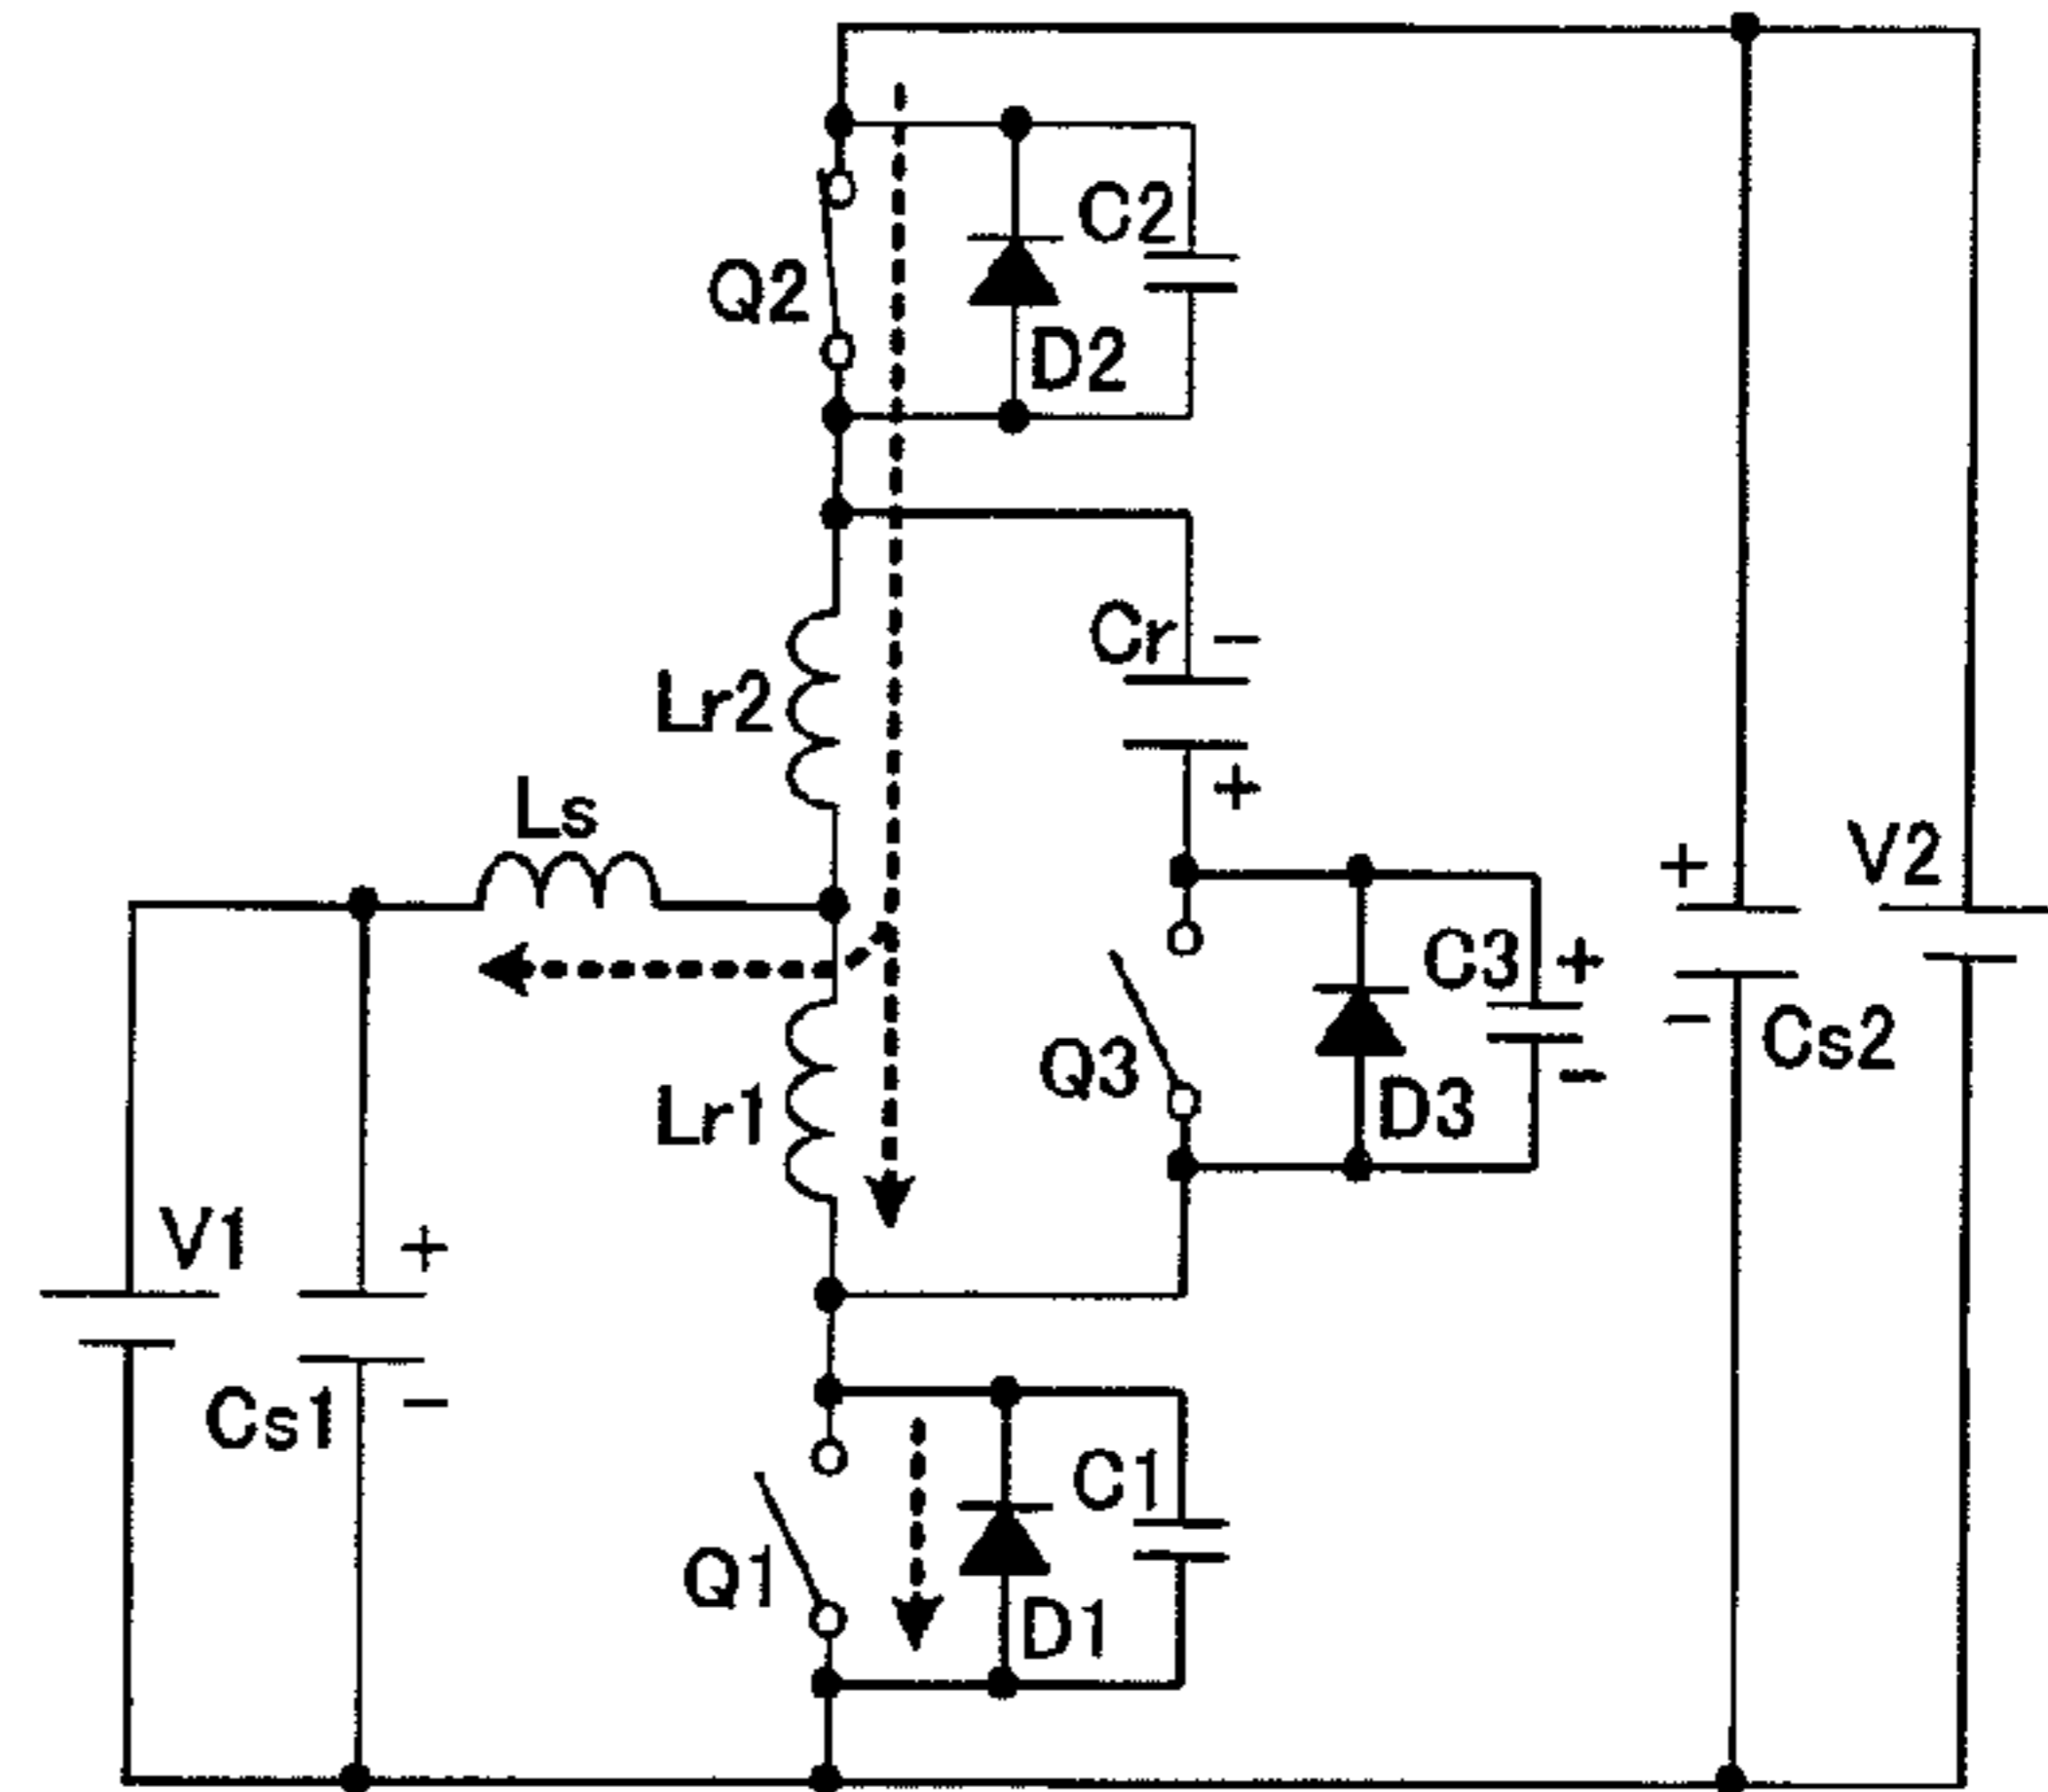 C2
Q2
D2
Cr -
Lr2
+
Ls
V2
+
C3 +
-
Cs2
Q3
Lr1
D3
-
V1
+
Cs1
-
C1
Q1
D1